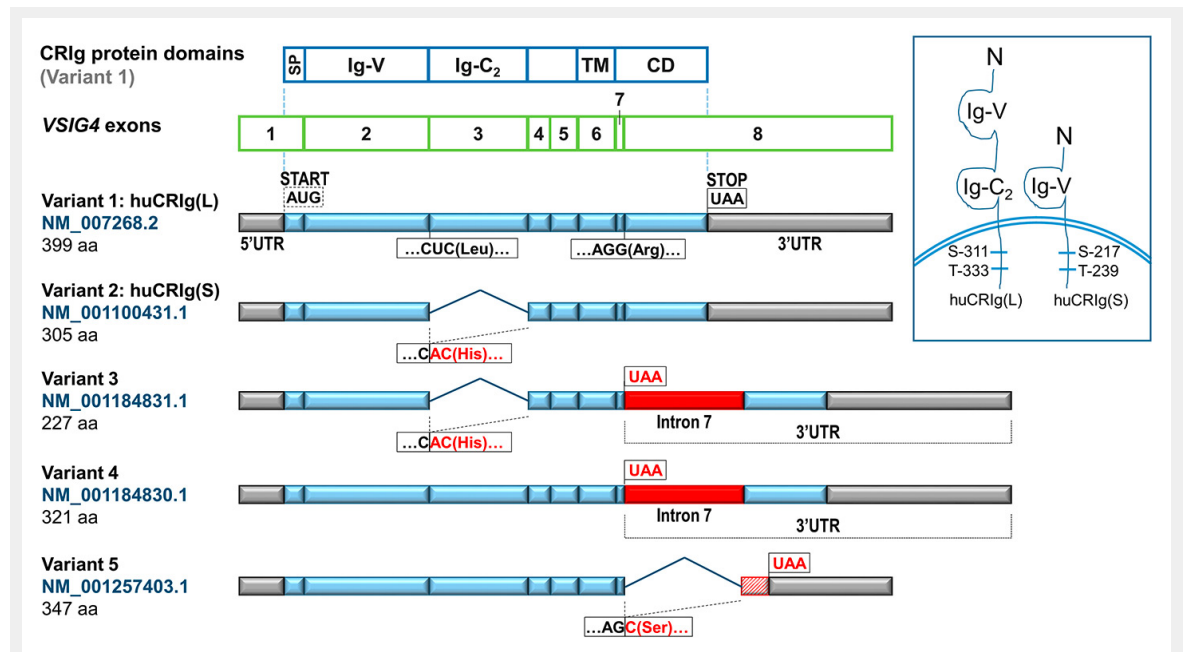 CRIg protein domains
(Variant 1)
SP
Ig-V
Ig-C2
TM
CD
VSIG4 exons
1
2
3
4
5
6
7
8
Variant 1: huCRIg(L)
NM_007268.2
399 aa
START
AUG
STOP
UAA
5'UTR
...CUC(Leu)...
...AGG(Arg)...
3'UTR
Variant 2: huCRIg(S)
NM_001100431.1
305 aa
...CAC(His)...
Variant 3
NM_001184831.1
227 aa
UAA
...CAC(His)...
Intron 7
3'UTR
Variant 4
NM_001184830.1
321 aa
UAA
Intron 7
3'UTR
Variant 5
NM_001257403.1
347 aa
UAA
...AGC(Ser)...
N
Ig-V
N
Ig-C2
Ig-V
S-311
S-217
T-333
T-239
huCRIg(L)
huCRIg(S)